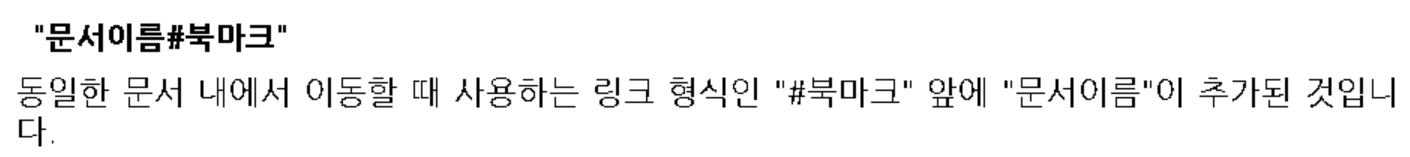 "문서이름#북마크"
동일한 문서 내에서 이동할 때 사용하는 링크 형식인 "#북마크" 앞에 "문서이름"이 추가된 것입니
다.